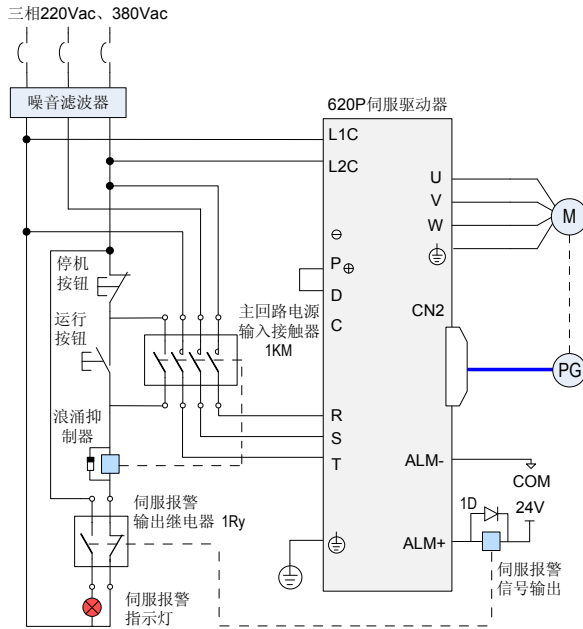 三相220Vac、380Vac
噪音滤波器
620P伺服驱动器
L1C
L2C
U
V
W
M
⊖
P⊕
D
C
停机
按钮
运行
按钮
主回路电源
输入接触器
1KM
CN2
PG
R
S
T
浪涌抑
制器
ALM-
COM
伺服报警
输出继电器 1Ry
1D
24V
ALM+
伺服报警
信号输出
伺服报警
指示灯